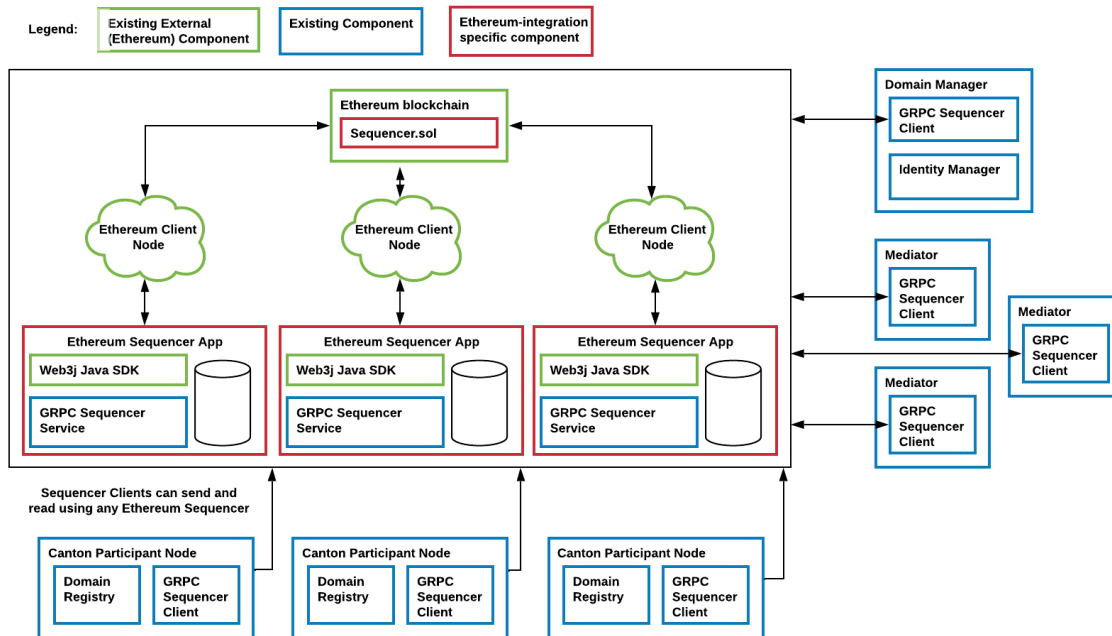 Legend:
Existing External
(Ethereum) Component
Existing Component
Ethereum-integration
specific component
Ethereum blockchain
Sequencer.sol
Ethereum Client
Node
Ethereum Client
Node
Ethereum Client
Node
Ethereum Sequencer App
Web3j Java SDK
GRPC Sequencer
Service
Ethereum Sequencer App
Web3j Java SDK
GRPC Sequencer
Service
Ethereum Sequencer App
Web3j Java SDK
GRPC Sequencer
Service
Domain Manager
GRPC Sequencer
Client
Identity Manager
Mediator
GRPC
Sequencer
Client
Mediator
GRPC
Sequencer
Client
Mediator
GRPC
Sequencer
Client
Sequencer Clients can send and
read using any Ethereum Sequencer
Canton Participant Node
Domain
Registry
GRPC
Sequencer
Client
Canton Participant Node
Domain
Registry
GRPC
Sequencer
Client
Canton Participant Node
Domain
Registry
GRPC
Sequencer
Client